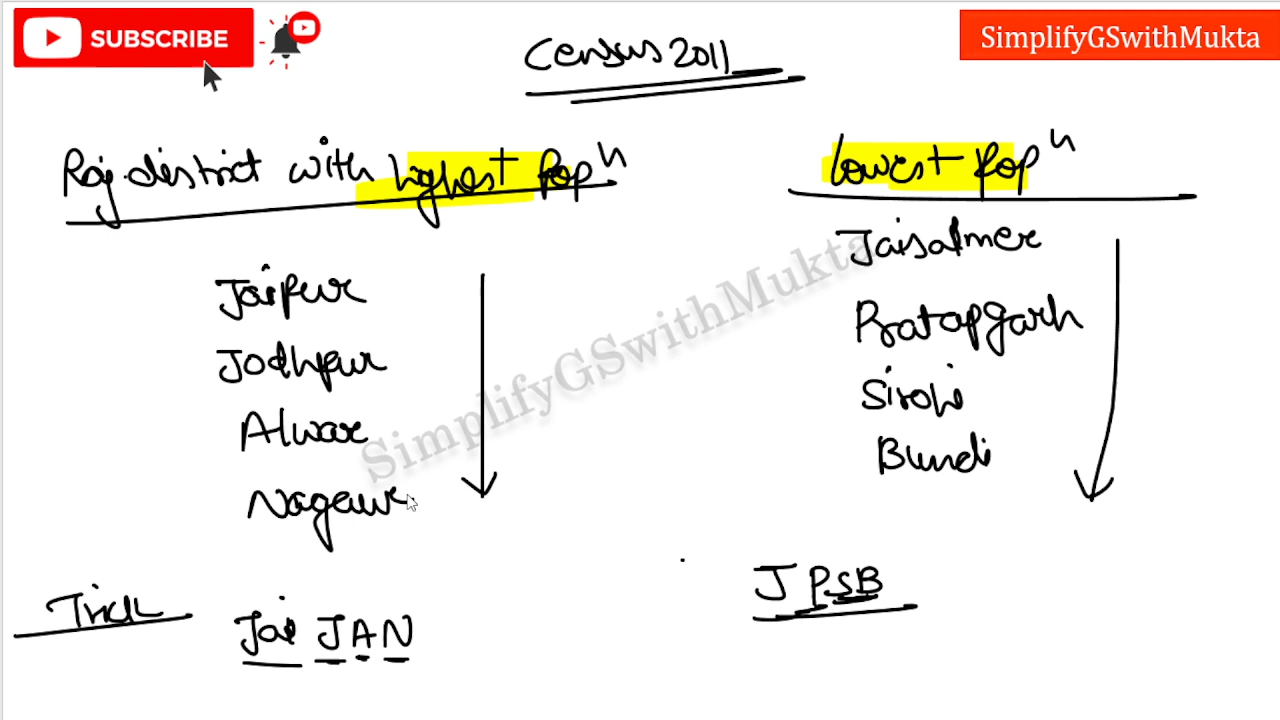 SUBSCRIBE
SimplifyGSwithMukta
Census 2011
Raj. district with highest popn
Jaipur
Jodhpur
Alwar
Nagaur
Trick
Jai JAN
lowest popn
Jaisalmer
Pratapgarh
Sirohi
Bundi
J PSB
SimplifyGSwithMukta